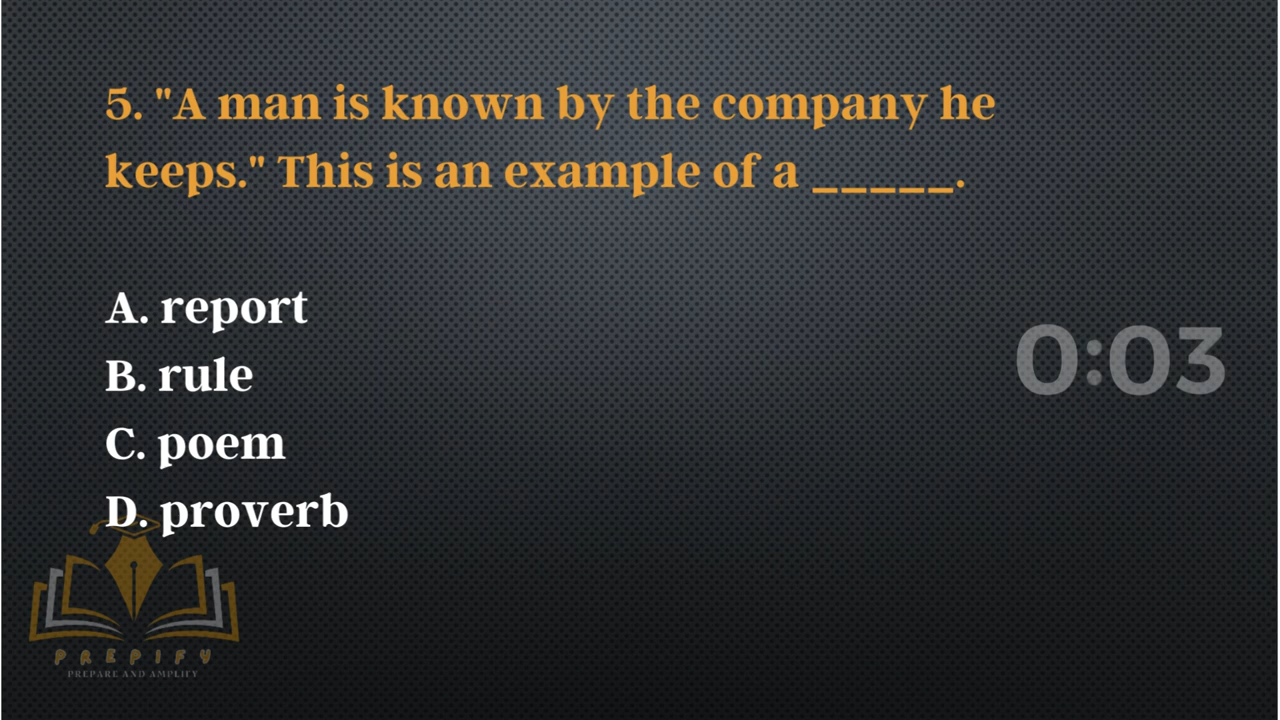 5. "A man is known by the company he
keeps." This is an example of a _____.
A. report
B. rule
C. poem
D. proverb
0:03
PREPIFY
PREPARE AND AMPLIFY